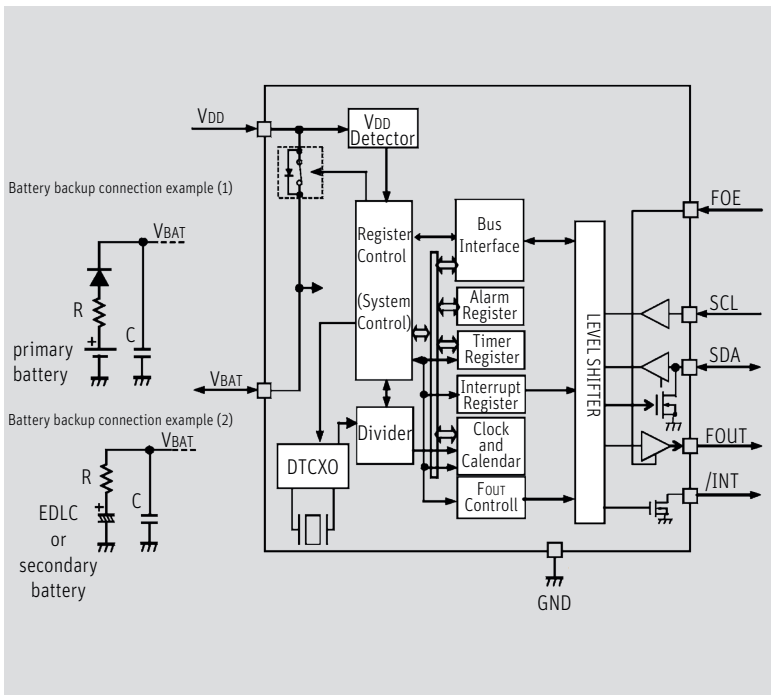 VDD
VDD
Detector
Battery backup connection example (1)
VBAT
R
+
C
primary
battery
VBAT
Battery backup connection example (2)
VBAT
R
+
C
EDLC
or
secondary
battery
Register
Control
(System
Control)
Bus
Interface
Alarm
Register
Timer
Register
Interrupt
Register
Divider
Clock
and
Calendar
DTCXO
FOUT
Controll
LEVEL SHIFTER
FOE
SCL
SDA
FOUT
/INT
GND